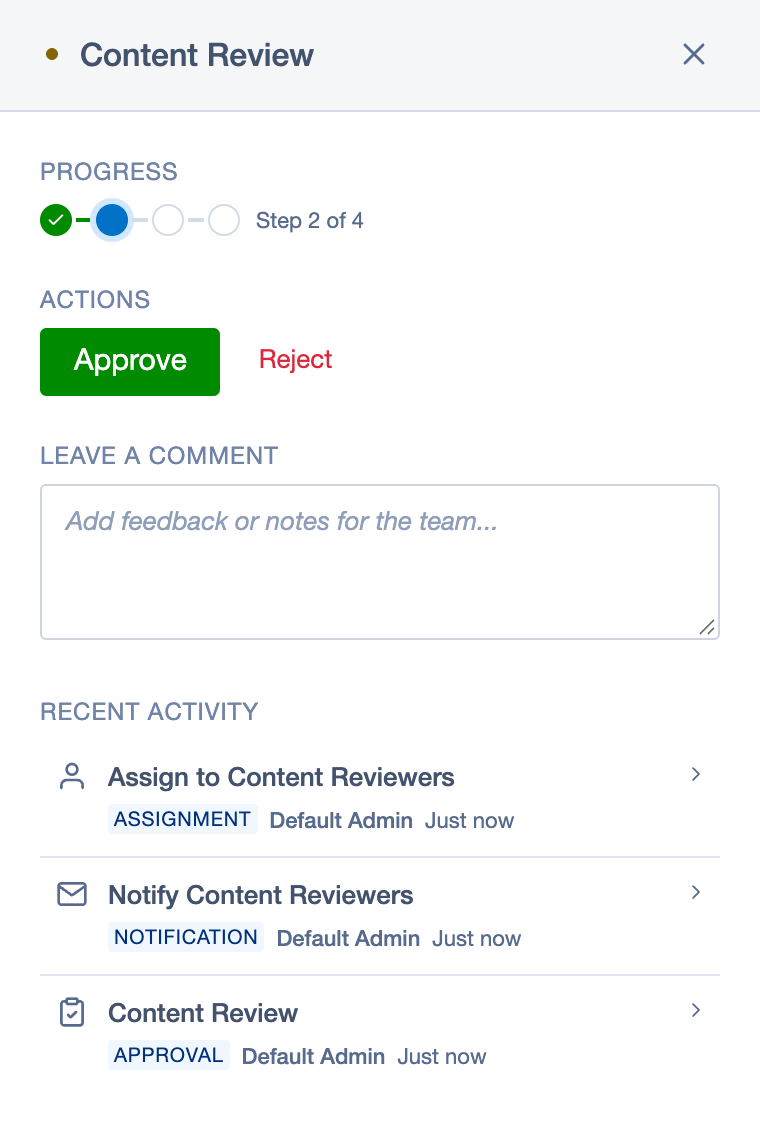 Content Review
PROGRESS
Step 2 of 4
ACTIONS
Approve
Reject
LEAVE A COMMENT
Add feedback or notes for the team...
RECENT ACTIVITY
Assign to Content Reviewers
ASSIGNMENT Default Admin Just now
Notify Content Reviewers
NOTIFICATION Default Admin Just now
Content Review
APPROVAL Default Admin Just now